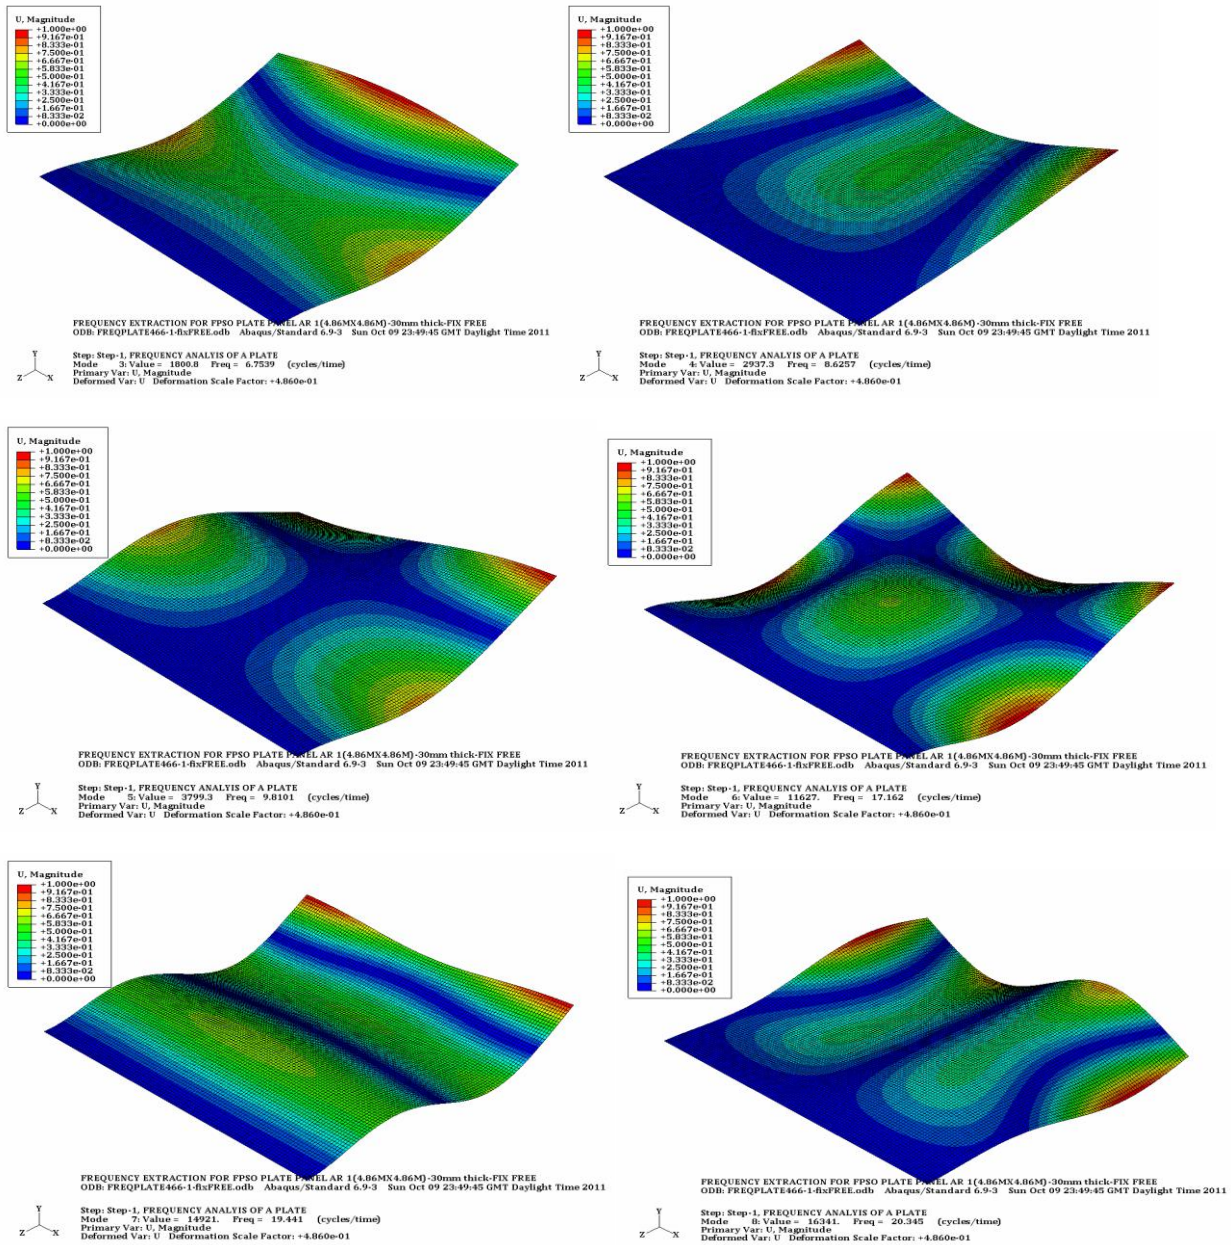 U, Magnitude
+1.000e+00
+9.167e-01
+8.333e-01
+7.500e-01
+6.667e-01
+5.833e-01
+5.000e-01
+4.167e-01
+3.333e-01
+2.500e-01
+1.667e-01
+8.333e-02
+0.000e+00
FREQUENCY EXTRACTION FOR FPSO PLATE PANEL AR 1(4.86MX4.86M)-30mm thick-FIX FREE
ODB: FREQPLATE466-1-fixFREE.odb Abaqus/Standard 6.9-3 Sun Oct 09 23:49:45 GMT Daylight Time 2011
Y
Z X
Step: Step-1, FREQUENCY ANALYIS OF A PLATE
Mode 3: Value = 1800.8 Freq = 6.7539 (cycles/time)
Primary Var: U, Magnitude
Deformed Var: U Deformation Scale Factor: +4.860e-01
U, Magnitude
+1.000e+00
+9.167e-01
+8.333e-01
+7.500e-01
+6.667e-01
+5.833e-01
+5.000e-01
+4.167e-01
+3.333e-01
+2.500e-01
+1.667e-01
+8.333e-02
+0.000e+00
FREQUENCY EXTRACTION FOR FPSO PLATE PANEL AR 1(4.86MX4.86M)-30mm thick-FIX FREE
ODB: FREQPLATE466-1-fixFREE.odb Abaqus/Standard 6.9-3 Sun Oct 09 23:49:45 GMT Daylight Time 2011
Y
Z X
Step: Step-1, FREQUENCY ANALYIS OF A PLATE
Mode 4: Value = 2937.3 Freq = 8.6257 (cycles/time)
Primary Var: U, Magnitude
Deformed Var: U Deformation Scale Factor: +4.860e-01
U, Magnitude
+1.000e+00
+9.167e-01
+8.333e-01
+7.500e-01
+6.667e-01
+5.833e-01
+5.000e-01
+4.167e-01
+3.333e-01
+2.500e-01
+1.667e-01
+8.333e-02
+0.000e+00
FREQUENCY EXTRACTION FOR FPSO PLATE PANEL AR 1(4.86MX4.86M)-30mm thick-FIX FREE
ODB: FREQPLATE466-1-fixFREE.odb Abaqus/Standard 6.9-3 Sun Oct 09 23:49:45 GMT Daylight Time 2011
Y
Z X
Step: Step-1, FREQUENCY ANALYIS OF A PLATE
Mode 5: Value = 3799.3 Freq = 9.8101 (cycles/time)
Primary Var: U, Magnitude
Deformed Var: U Deformation Scale Factor: +4.860e-01
U, Magnitude
+1.000e+00
+9.167e-01
+8.333e-01
+7.500e-01
+6.667e-01
+5.833e-01
+5.000e-01
+4.167e-01
+3.333e-01
+2.500e-01
+1.667e-01
+8.333e-02
+0.000e+00
FREQUENCY EXTRACTION FOR FPSO PLATE PANEL AR 1(4.86MX4.86M)-30mm thick-FIX FREE
ODB: FREQPLATE466-1-fixFREE.odb Abaqus/Standard 6.9-3 Sun Oct 09 23:49:45 GMT Daylight Time 2011
Y
Z X
Step: Step-1, FREQUENCY ANALYIS OF A PLATE
Mode 6: Value = 11627. Freq = 17.162 (cycles/time)
Primary Var: U, Magnitude
Deformed Var: U Deformation Scale Factor: +4.860e-01
U, Magnitude
+1.000e+00
+9.167e-01
+8.333e-01
+7.500e-01
+6.667e-01
+5.833e-01
+5.000e-01
+4.167e-01
+3.333e-01
+2.500e-01
+1.667e-01
+8.333e-02
+0.000e+00
FREQUENCY EXTRACTION FOR FPSO PLATE PANEL AR 1(4.86MX4.86M)-30mm thick-FIX FREE
ODB: FREQPLATE466-1-fixFREE.odb Abaqus/Standard 6.9-3 Sun Oct 09 23:49:45 GMT Daylight Time 2011
Y
Z X
Step: Step-1, FREQUENCY ANALYIS OF A PLATE
Mode 7: Value = 14921. Freq = 19.441 (cycles/time)
Primary Var: U, Magnitude
Deformed Var: U Deformation Scale Factor: +4.860e-01
U, Magnitude
+1.000e+00
+9.167e-01
+8.333e-01
+7.500e-01
+6.667e-01
+5.833e-01
+5.000e-01
+4.167e-01
+3.333e-01
+2.500e-01
+1.667e-01
+8.333e-02
+0.000e+00
FREQUENCY EXTRACTION FOR FPSO PLATE PANEL AR 1(4.86MX4.86M)-30mm thick-FIX FREE
ODB: FREQPLATE466-1-fixFREE.odb Abaqus/Standard 6.9-3 Sun Oct 09 23:49:45 GMT Daylight Time 2011
Y
Z X
Step: Step-1, FREQUENCY ANALYIS OF A PLATE
Mode 8: Value = 16341. Freq = 20.345 (cycles/time)
Primary Var: U, Magnitude
Deformed Var: U Deformation Scale Factor: +4.860e-01